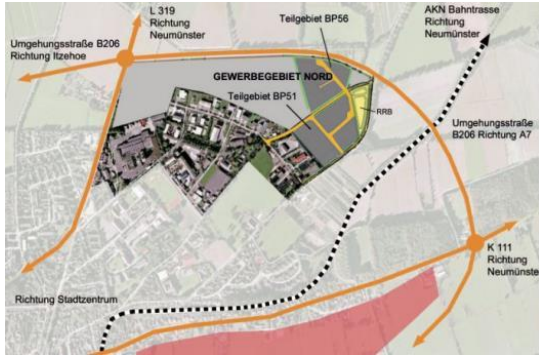 L 319
Richtung
Neumünster
Teilgebiet BP56
AKN Bahntrasse
Richtung
Neumünster
Umgehungsstraße B206
Richtung Itzehoe
GEWERBEGEBIET NORD
Teilgebiet BP51
RRB
Umgehungsstraße
B206 Richtung A7
K 111
Richtung
Neumünster
Richtung Stadtzentrum